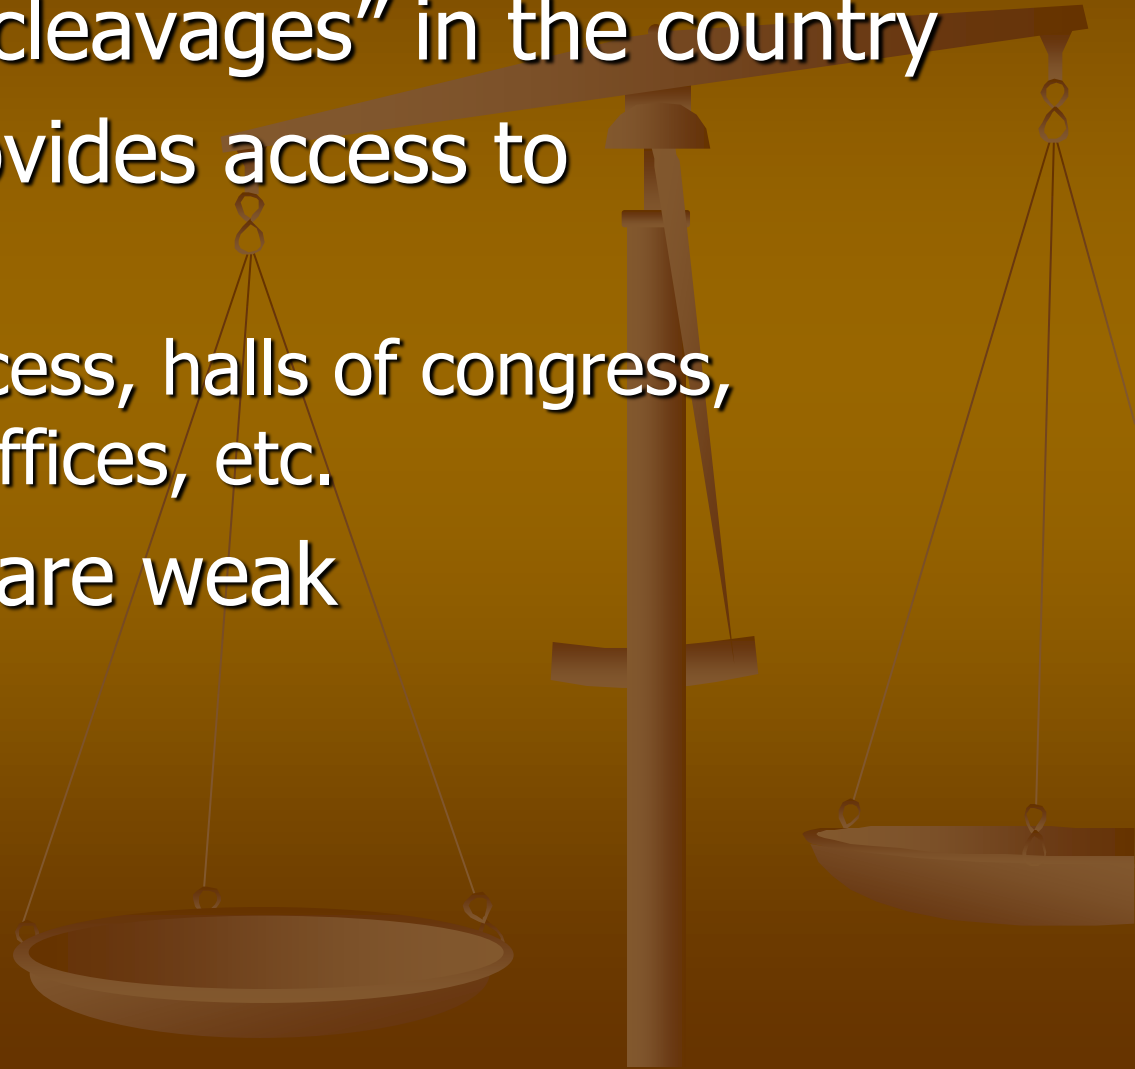 cleavages” in the country
ovides access to
cess, halls of congress,
ffices, etc.
are weak